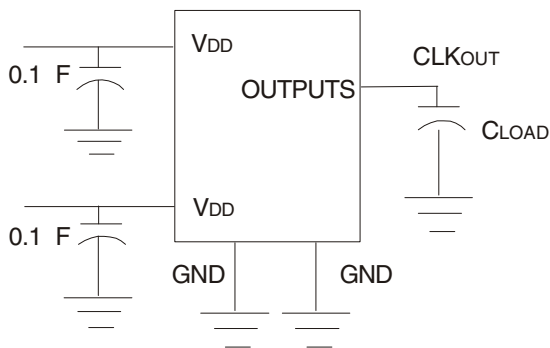 VDD
0.1 F
OUTPUTS
CLKOUT
CLOAD
VDD
0.1 F
GND
GND